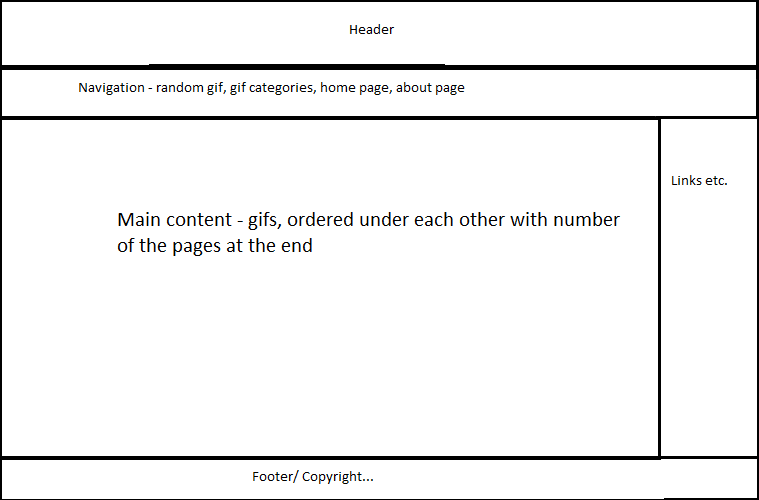 Header
Navigation - random gif, gif categories, home page, about page
Links etc.
Main content - gifs, ordered under each other with number
of the pages at the end
Footer/ Copyright...